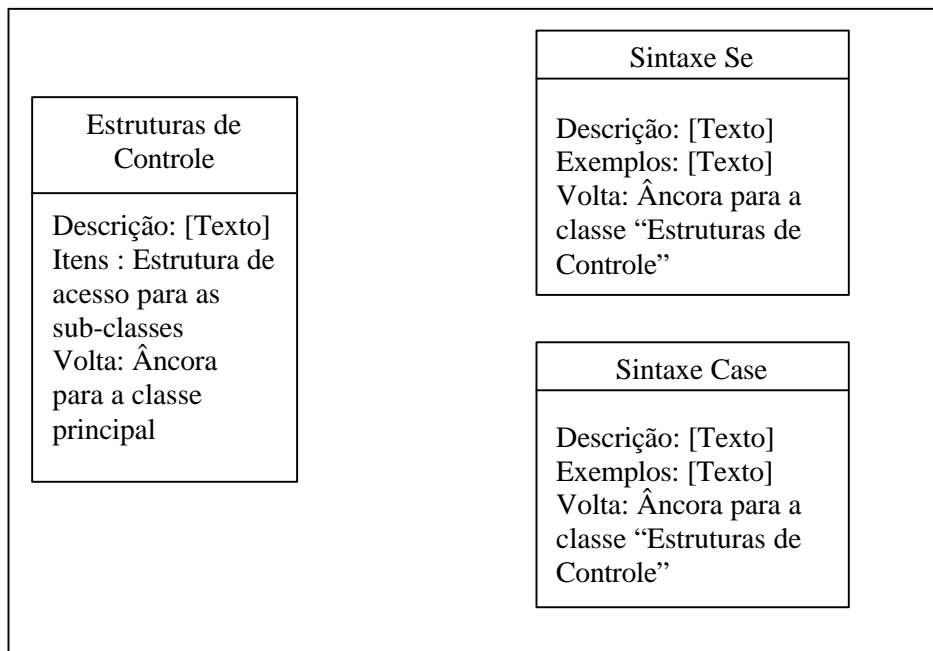 Estruturas de
Controle
Descrição: [Texto]
Itens : Estrutura de
acesso para as
sub-classes
Volta: Âncora
para a classe
principal
Sintaxe Se
Descrição: [Texto]
Exemplos: [Texto]
Volta: Âncora para a
classe “Estruturas de
Controle”
Sintaxe Case
Descrição: [Texto]
Exemplos: [Texto]
Volta: Âncora para a
classe “Estruturas de
Controle”